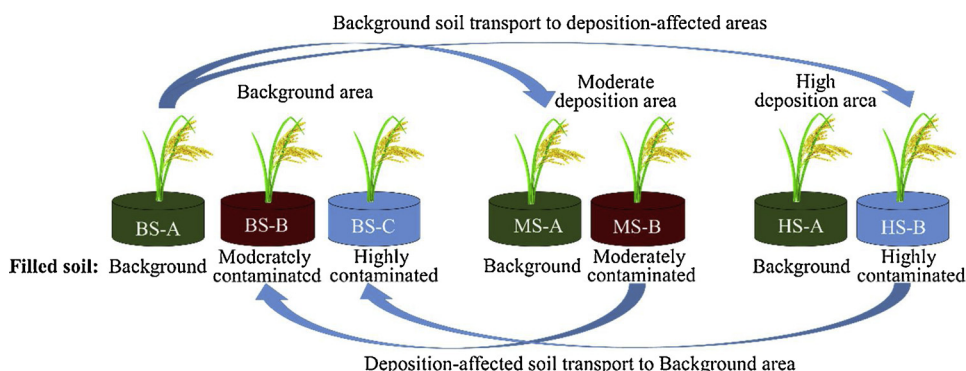 Background soil transport to deposition-affected areas
Background area
Moderate
deposition area
High
deposition area
BS-A
BS-B
BS-C
MS-A
MS-B
HS-A
HS-B
Filled soil: Background
Moderately
contaminated
Highly
contaminated
Background
Moderately
contaminated
Background
Highly
contaminated
Deposition-affected soil transport to Background area